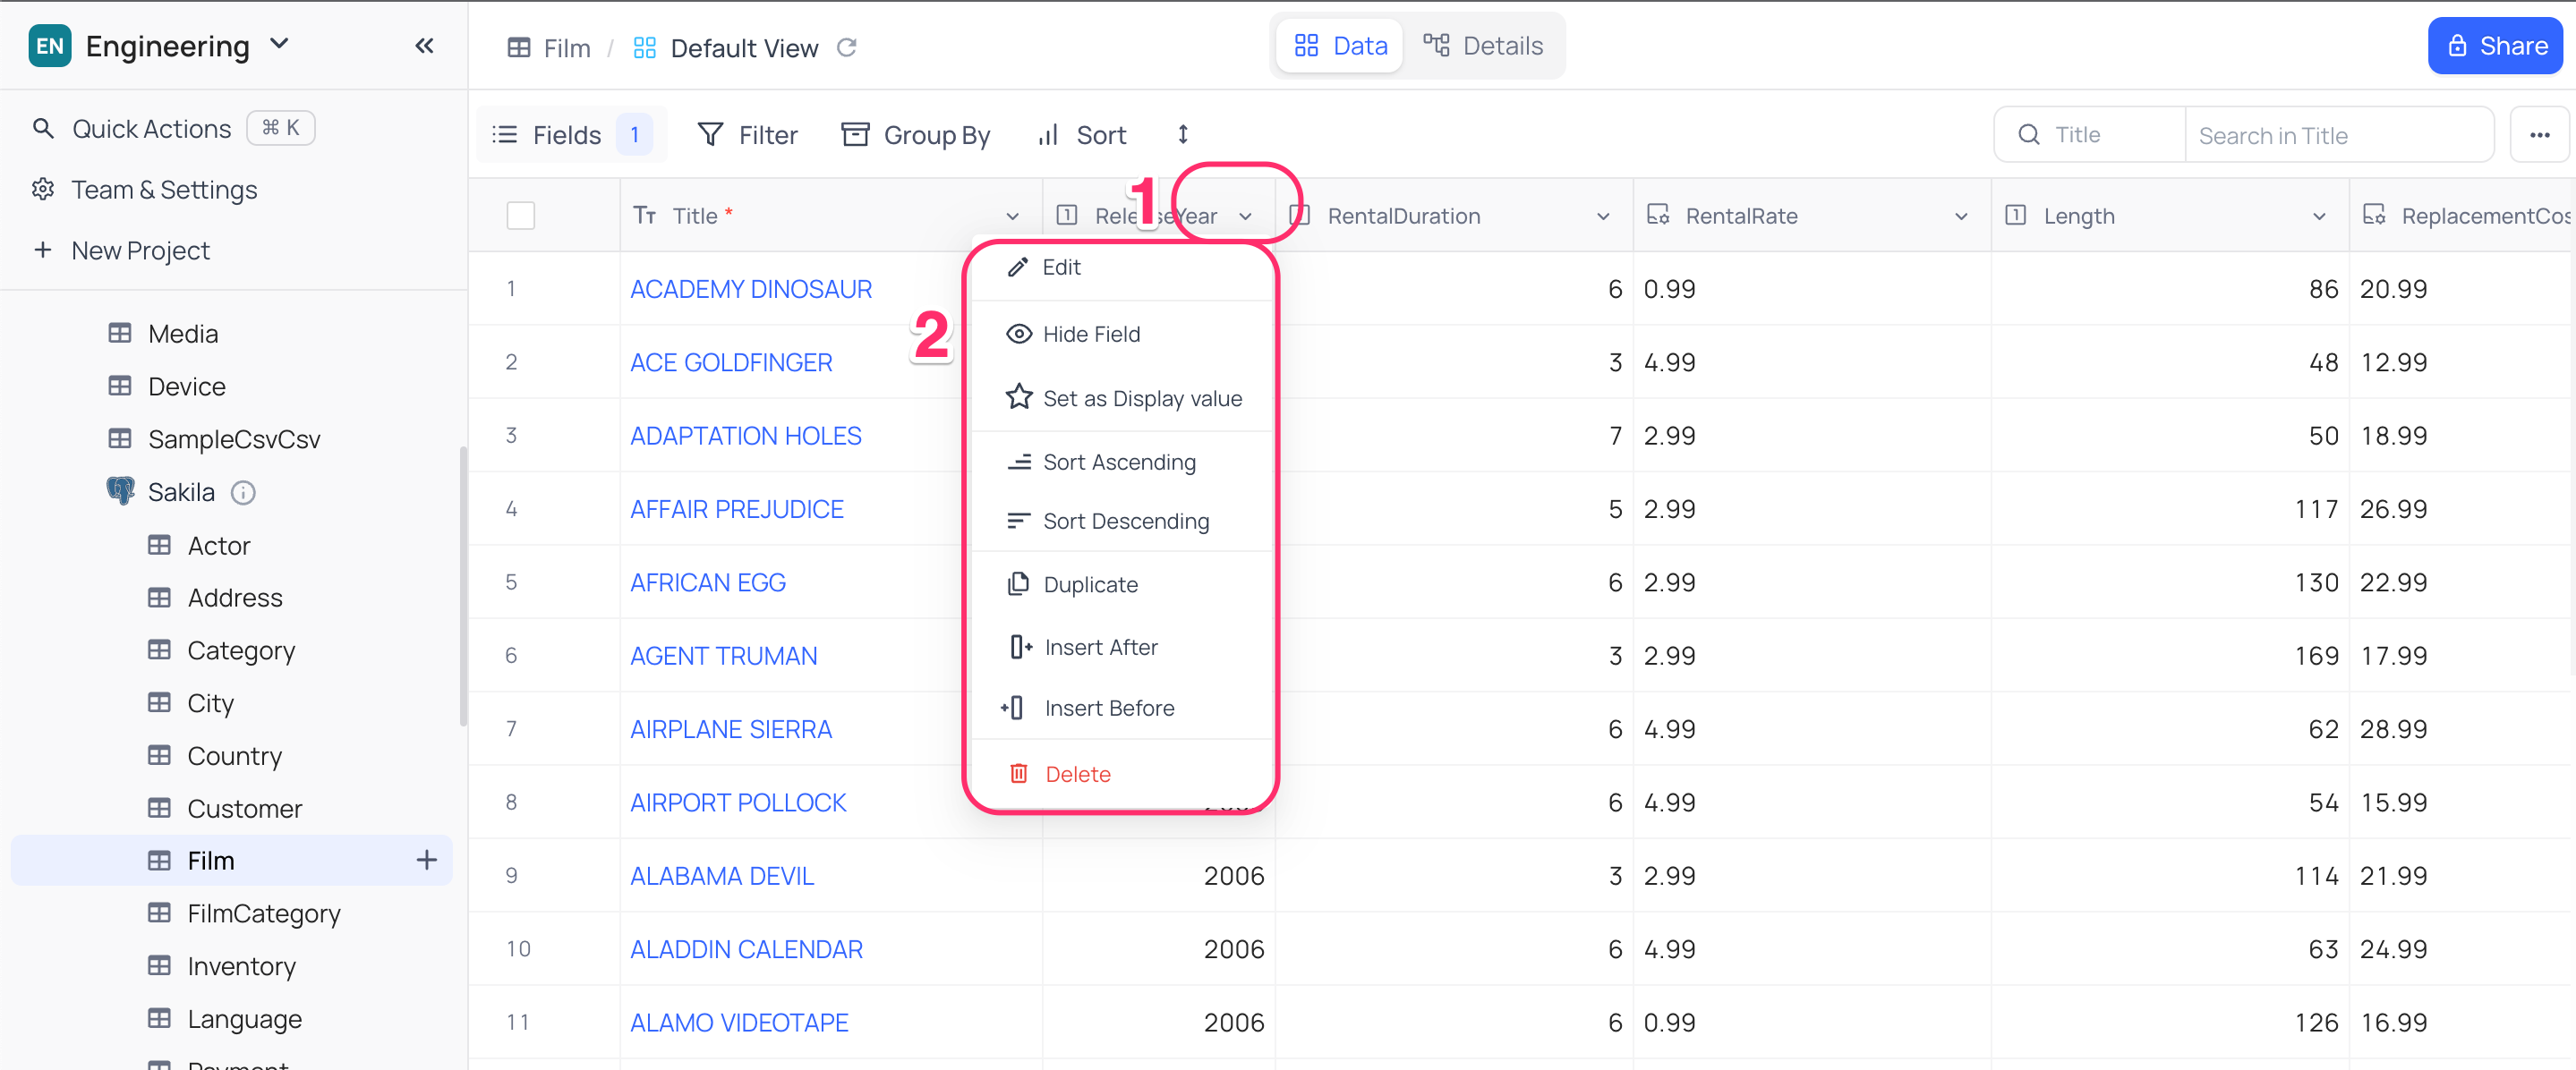 EN Engineering
Film / Default View
Data Details
Share
Quick Actions ⌘ K
Team & Settings
New Project
Media
Device
SampleCsvCsv
Sakila
Actor
Address
Category
City
Country
Customer
Film
FilmCategory
Inventory
Language
Fields 1 Filter Group By Sort
Title Search in Title
1
Title * ReleaseYear RentalDuration RentalRate Length ReplacementCos
2
Edit
Hide Field
Set as Display value
Sort Ascending
Sort Descending
Duplicate
Insert After
Insert Before
Delete
1 ACADEMY DINOSAUR 6 0.99 86 20.99
2 ACE GOLDFINGER 3 4.99 48 12.99
3 ADAPTATION HOLES 7 2.99 50 18.99
4 AFFAIR PREJUDICE 5 2.99 117 26.99
5 AFRICAN EGG 6 2.99 130 22.99
6 AGENT TRUMAN 3 2.99 169 17.99
7 AIRPLANE SIERRA 6 4.99 62 28.99
8 AIRPORT POLLOCK 6 4.99 54 15.99
9 ALABAMA DEVIL 2006 3 2.99 114 21.99
10 ALADDIN CALENDAR 2006 6 4.99 63 24.99
11 ALAMO VIDEOTAPE 2006 6 0.99 126 16.99